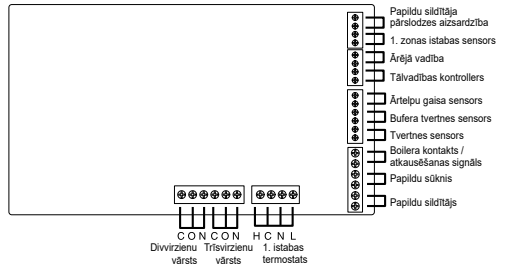 Papildu sildītāja
pārslodzes aizsardzība
1. zonas istabas sensors
Ārējā vadība
Tālvadības kontrollers
Ārtelpu gaisa sensors
Bufera tvertnes sensors
Tvertnes sensors
Boilera kontakts /
atkausēšanas signāls
Papildu sūknis
Papildu sildītājs
C O N C O N H C N L
Divvirzienu Trīsvirzienu 1. istabas
vārsts vārsts termostats